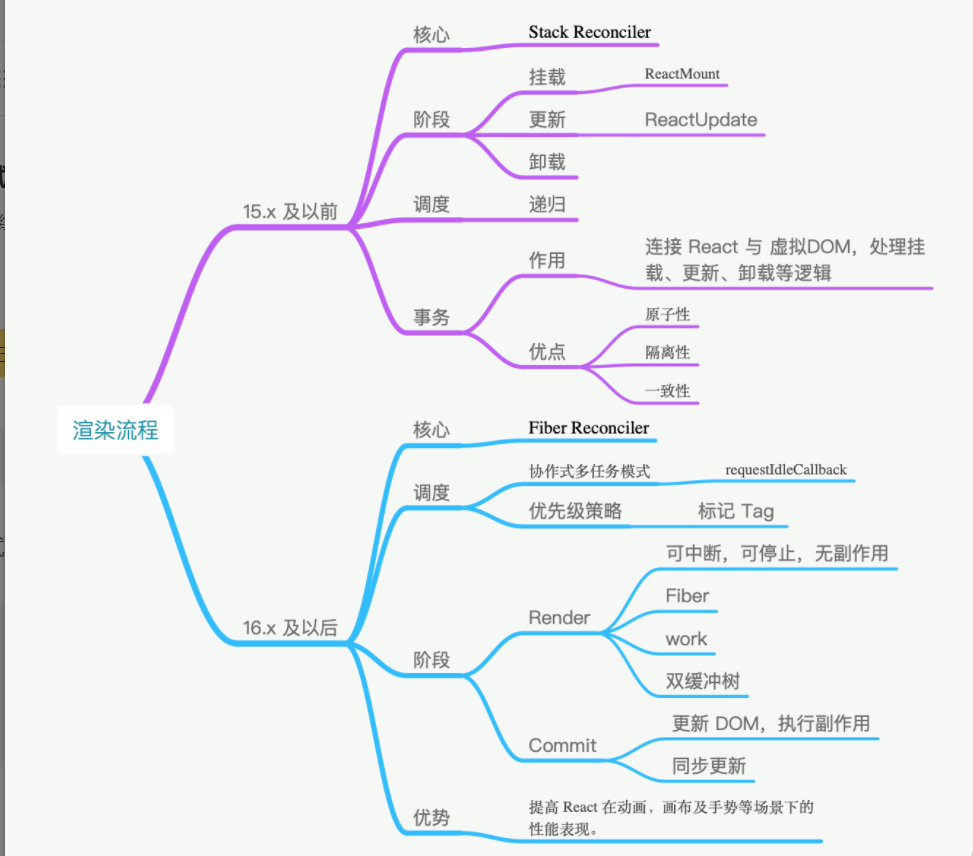 渲染流程
15.x 及以前
核心
Stack Reconciler
阶段
挂载
ReactMount
更新
ReactUpdate
卸载
调度
递归
事务
作用
连接 React 与 虚拟DOM，处理挂
载、更新、卸载等逻辑
优点
原子性
隔离性
一致性
16.x 及以后
核心
Fiber Reconciler
调度
协作式多任务模式
requestIdleCallback
优先级策略
标记 Tag
阶段
Render
可中断，可停止，无副作用
Fiber
work
双缓冲树
Commit
更新 DOM，执行副作用
同步更新
优势
提高 React 在动画，画布及手势等场景下的
性能表现。